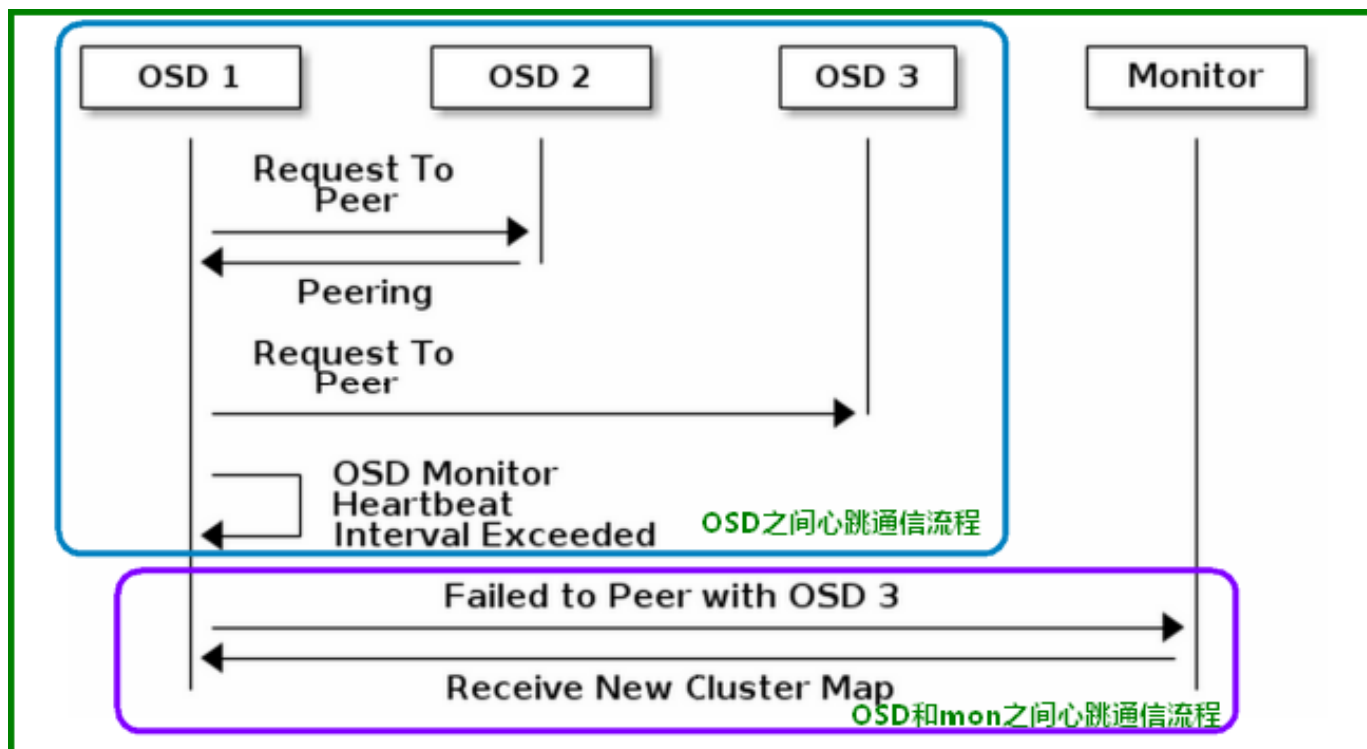 OSD 1
OSD 2
OSD 3
Monitor
Request To
Peer
Peering
Request To
Peer
OSD Monitor
Heartbeat
Interval Exceeded
OSD之间心跳通信流程
Failed to Peer with OSD 3
Receive New Cluster Map
OSD和mon之间心跳通信流程